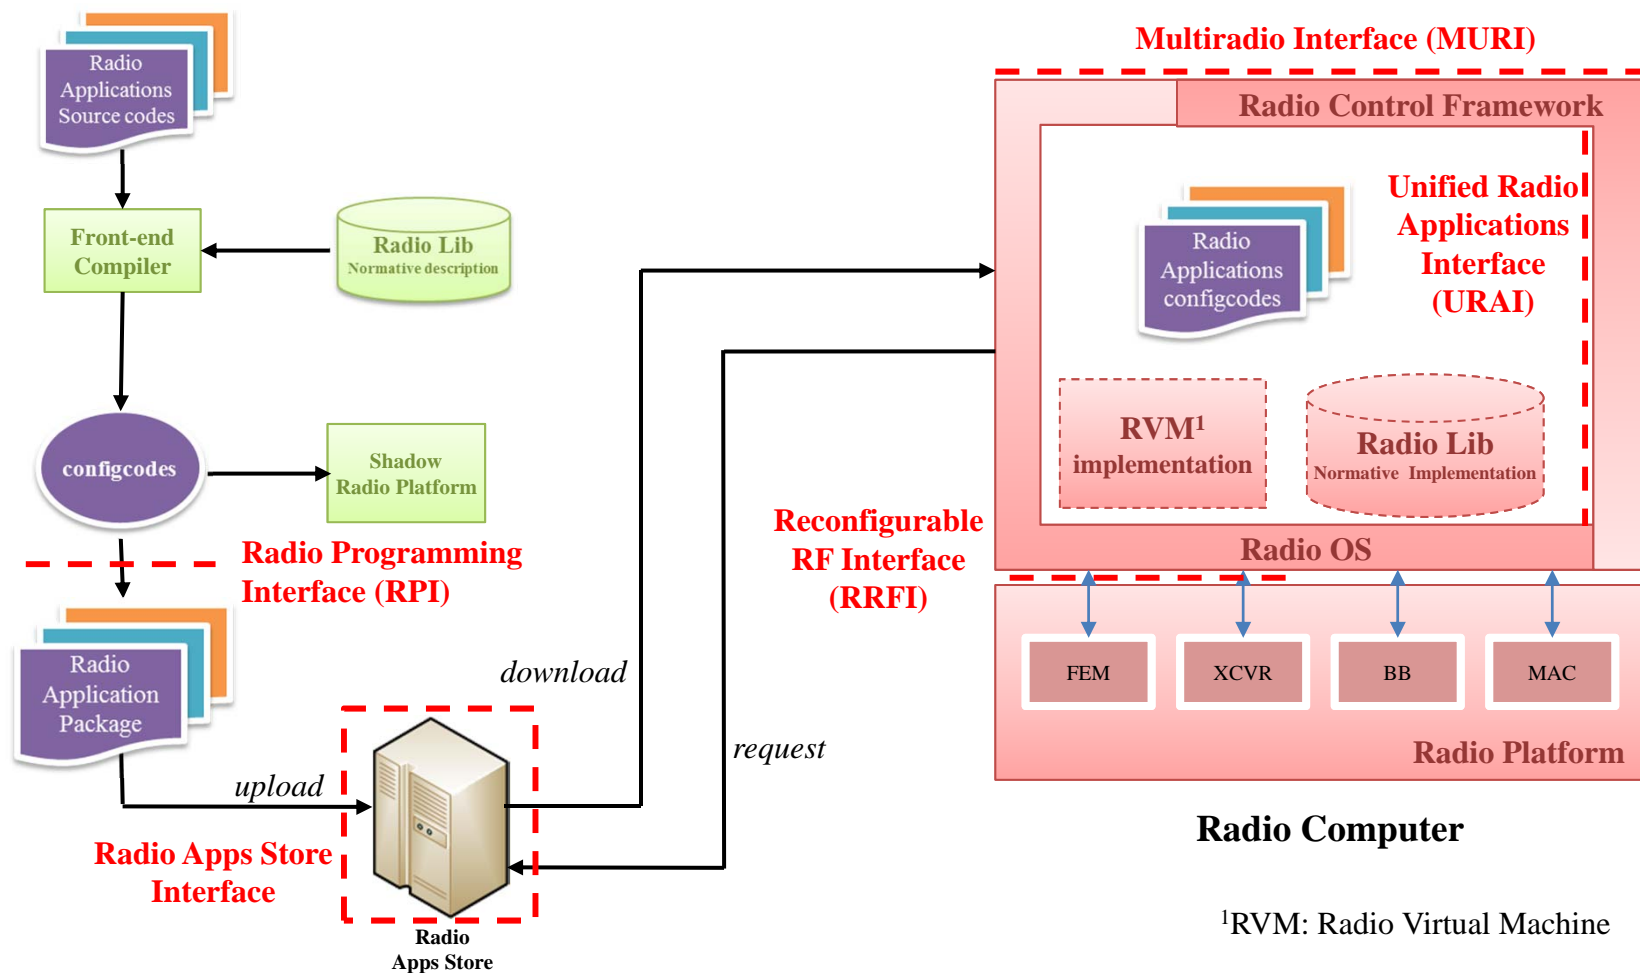 Radio
Applications
Source codes
Front-end
Compiler
Radio Lib
Normative description
configcodes
Shadow
Radio Platform
Radio Programming
Interface (RPI)
Radio
Application
Package
upload
download
request
Radio Apps Store
Interface
Radio
Apps Store
Multiradio Interface (MURI)
Radio Control Framework
Radio
Applications
configcodes
Unified Radio
Applications
Interface
(URAI)
RVM¹
implementation
Radio Lib
Normative Implementation
Radio OS
Reconfigurable
RF Interface
(RRFI)
FEM
XCVR
BB
MAC
Radio Platform
Radio Computer
¹RVM: Radio Virtual Machine